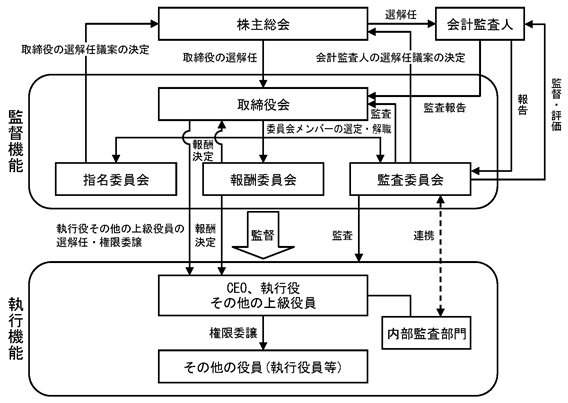 株主総会
選解任
会計監査人
取締役の選解任議案の決定
取締役の選解任
会計監査人の選解任議案の決定
監督機能
取締役会
監査
監査報告
報告
監督・評価
報酬
決定
委員会メンバーの選定・解職
指名委員会
報酬委員会
監査委員会
執行役その他の上級役員の
選解任・権限委譲
報酬
決定
監督
監査
連携
執行機能
CEO、執行役
その他の上級役員
権限委譲
内部監査部門
その他の役員(執行役員等)